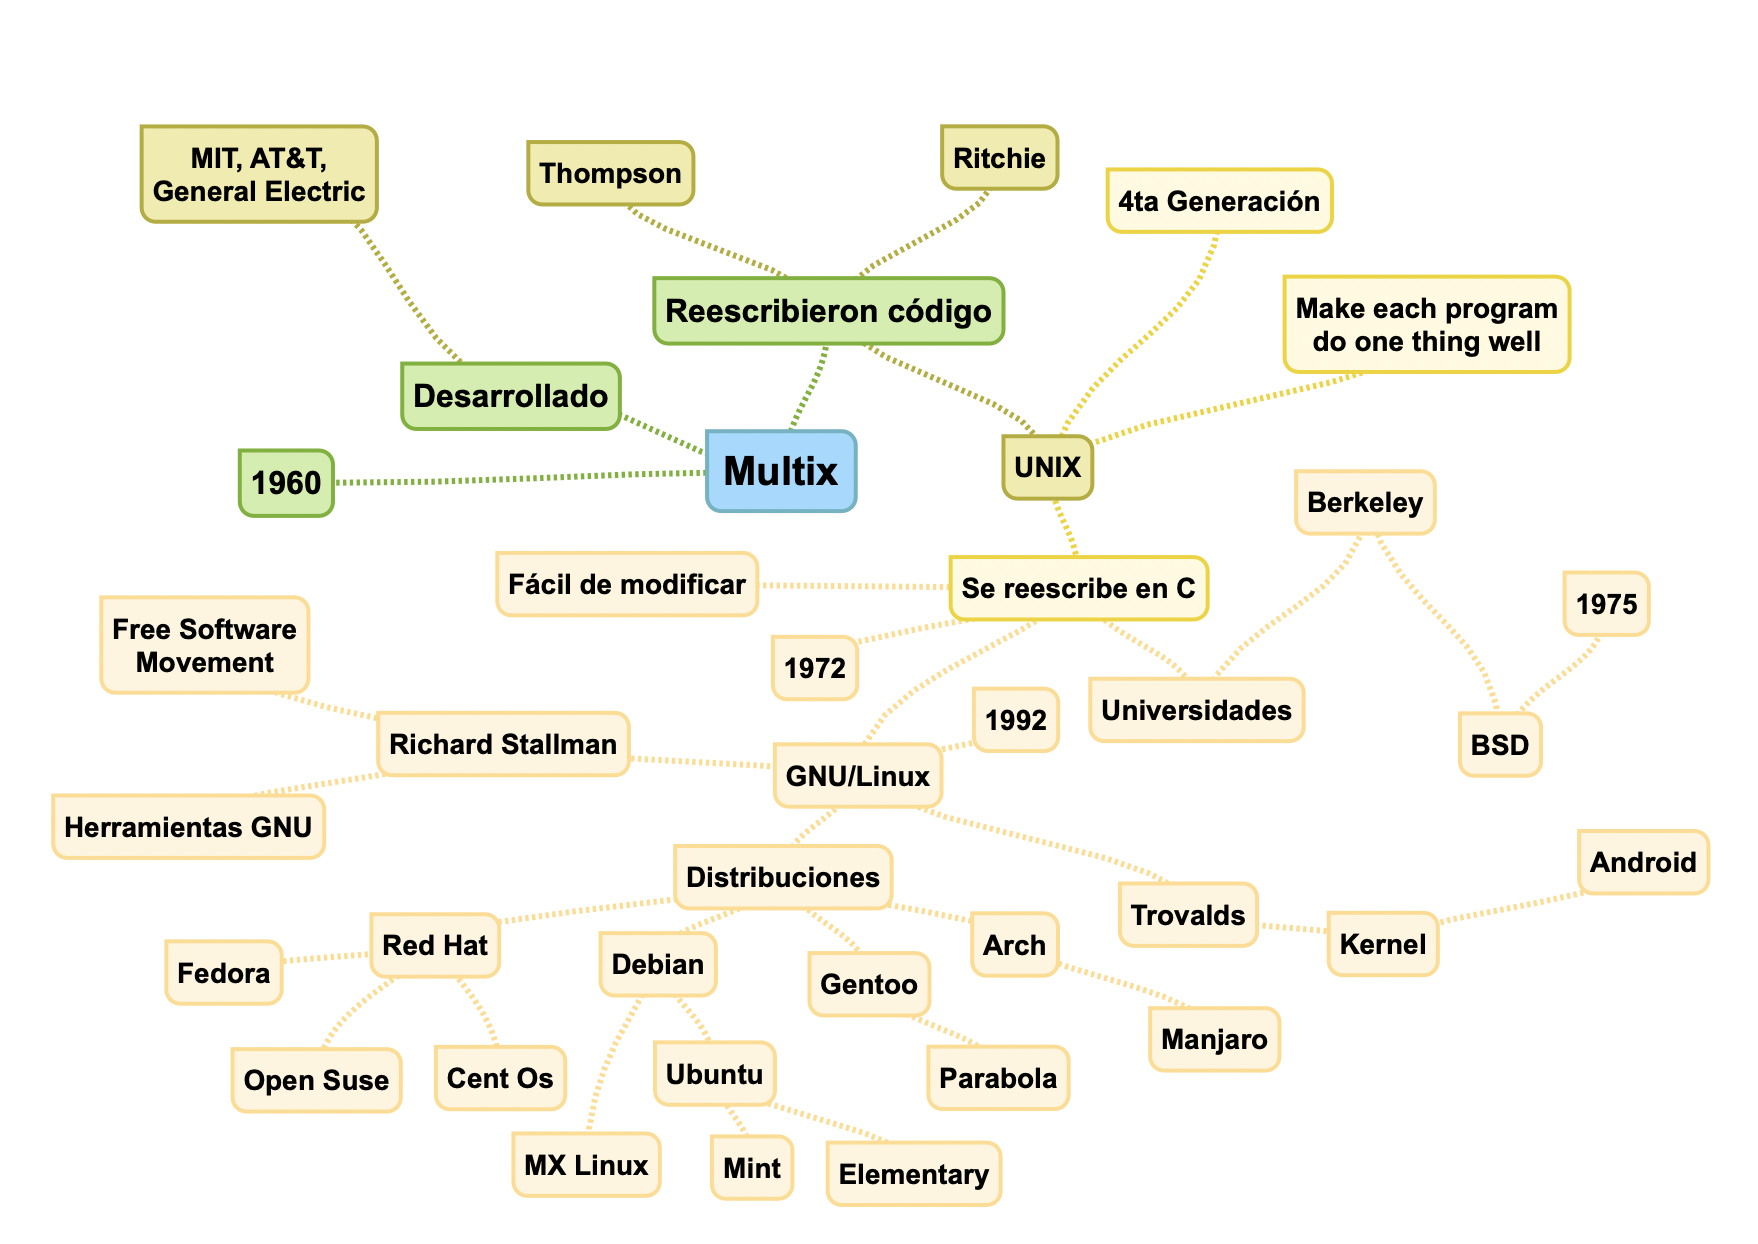 MIT, AT&T,
General Electric
Thompson
Ritchie
4ta Generación
Reescribieron código
Make each program
do one thing well
Desarrollado
1960
Multix
UNIX
Berkeley
Fácil de modificar
Se reescribe en C
1975
Free Software
Movement
1972
1992
Universidades
Richard Stallman
GNU/Linux
BSD
Herramientas GNU
Distribuciones
Android
Trovalds
Kernel
Red Hat
Debian
Arch
Fedora
Gentoo
Manjaro
Open Suse
Cent Os
Ubuntu
Parabola
MX Linux
Mint
Elementary